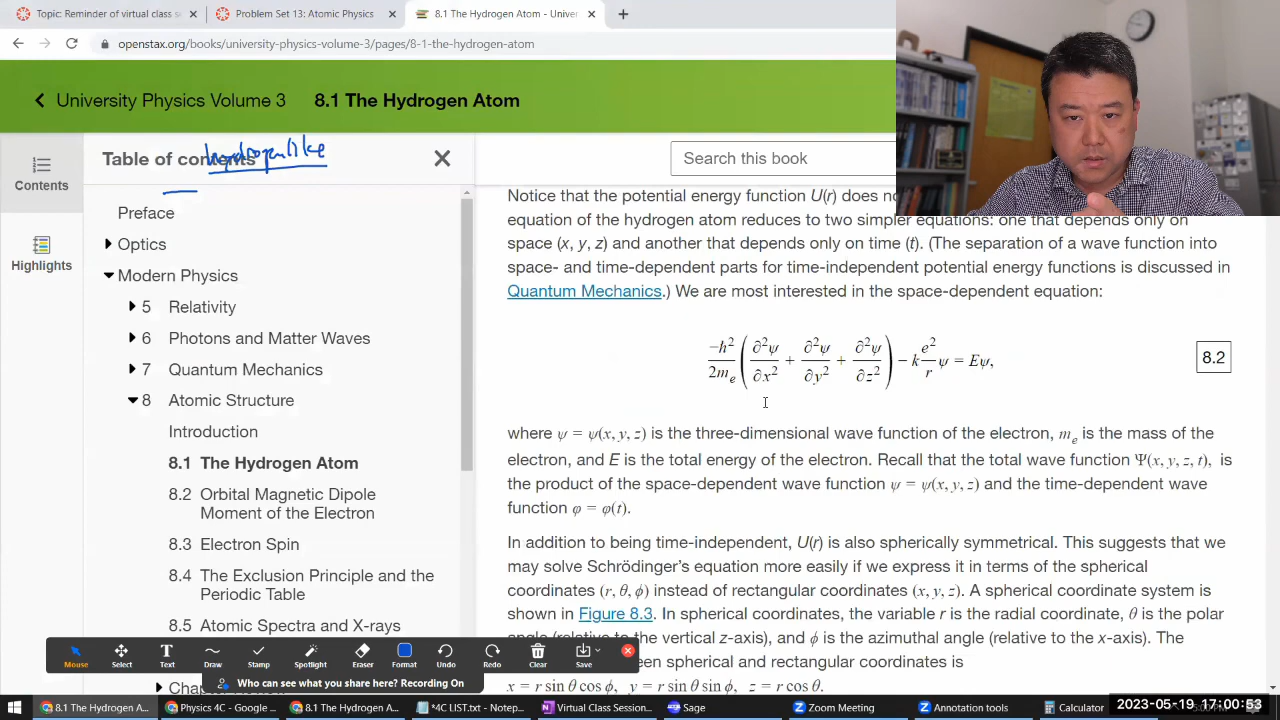 Topic: Reminder of virtual class s
Problem Set 13: Atomic Physics
8.1 The Hydrogen Atom - Univers
openstax.org/books/university-physics-volume-3/pages/8-1-the-hydrogen-atom
University Physics Volume 3
8.1 The Hydrogen Atom
Contents
Highlights
Table of contents
hydrogenlike
Search this book
Preface
Optics
Modern Physics
5 Relativity
6 Photons and Matter Waves
7 Quantum Mechanics
8 Atomic Structure
Introduction
8.1 The Hydrogen Atom
8.2 Orbital Magnetic Dipole
Moment of the Electron
8.3 Electron Spin
8.4 The Exclusion Principle and the
Periodic Table
8.5 Atomic Spectra and X-rays
Notice that the potential energy function U(r) does no
equation of the hydrogen atom reduces to two simpler equations: one that depends only on
space (x, y, z) and another that depends only on time (t). (The separation of a wave function into
space- and time-dependent parts for time-independent potential energy functions is discussed in
Quantum Mechanics.) We are most interested in the space-dependent equation:
−h²/2mₑ (∂²ψ/∂x² + ∂²ψ/∂y² + ∂²ψ/∂z²) − k e²/r ψ = Eψ,
8.2
where ψ = ψ(x, y, z) is the three-dimensional wave function of the electron, mₑ is the mass of the
electron, and E is the total energy of the electron. Recall that the total wave function Ψ(x, y, z, t), is
the product of the space-dependent wave function ψ = ψ(x, y, z) and the time-dependent wave
function φ = φ(t).
In addition to being time-independent, U(r) is also spherically symmetrical. This suggests that we
may solve Schrödinger's equation more easily if we express it in terms of the spherical
coordinates (r, θ, ϕ) instead of rectangular coordinates (x, y, z). A spherical coordinate system is
shown in Figure 8.3. In spherical coordinates, the variable r is the radial coordinate, θ is the polar
angle (relative to the vertical z-axis), and ϕ is the azimuthal angle (relative to the x-axis). The
een spherical and rectangular coordinates is
x = r sin θ cos ϕ, y = r sin θ sin ϕ, z = r cos θ.
Mouse
Select
Text
Draw
Stamp
Spotlight
Eraser
Format
Undo
Redo
Clear
Save
Who can see what you share here? Recording On
8.1 The Hydrogen A...
Physics 4C - Google ...
8.1 The Hydrogen A...
*4C LIST.txt - Notep...
Virtual Class Session...
Sage
Zoom Meeting
Annotation tools
Calculator
2023-05-19 17:00:53